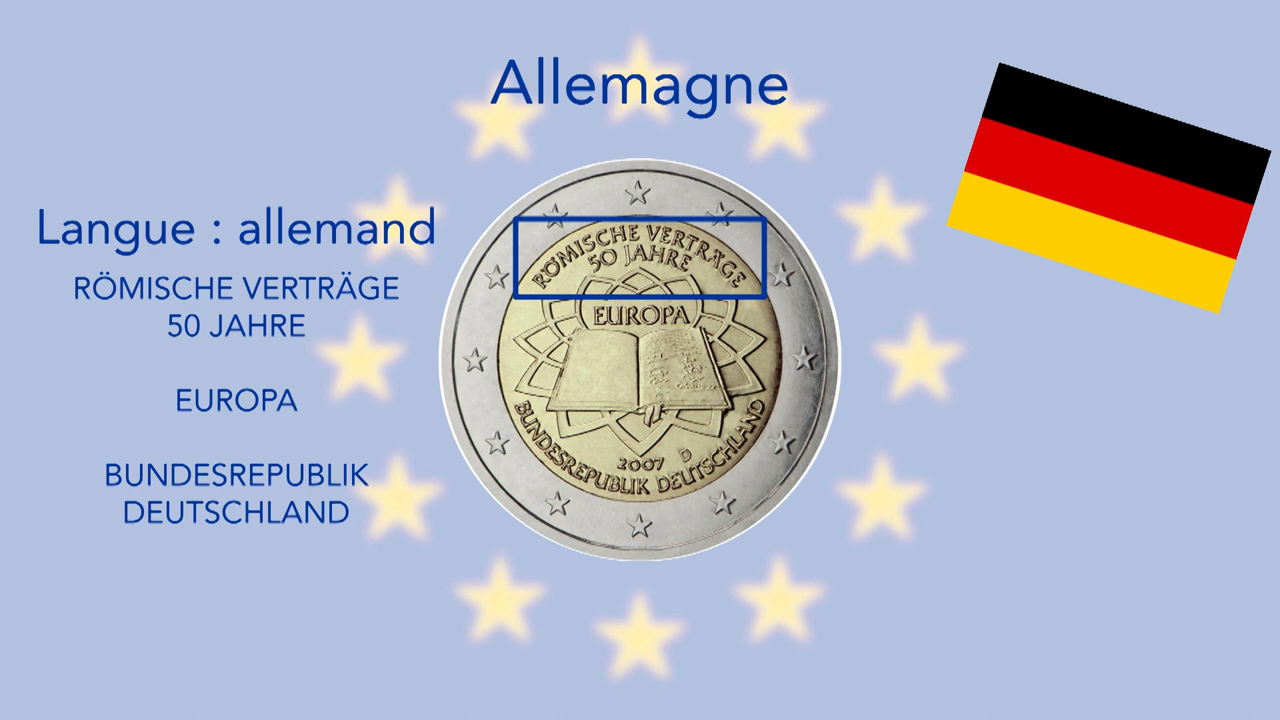 Allemagne
Langue : allemand
RÖMISCHE VERTRÄGE
50 JAHRE
EUROPA
BUNDESREPUBLIK
DEUTSCHLAND
RÖMISCHE VERTRÄGE
50 JAHRE
EUROPA
2007 D
BUNDESREPUBLIK DEUTSCHLAND